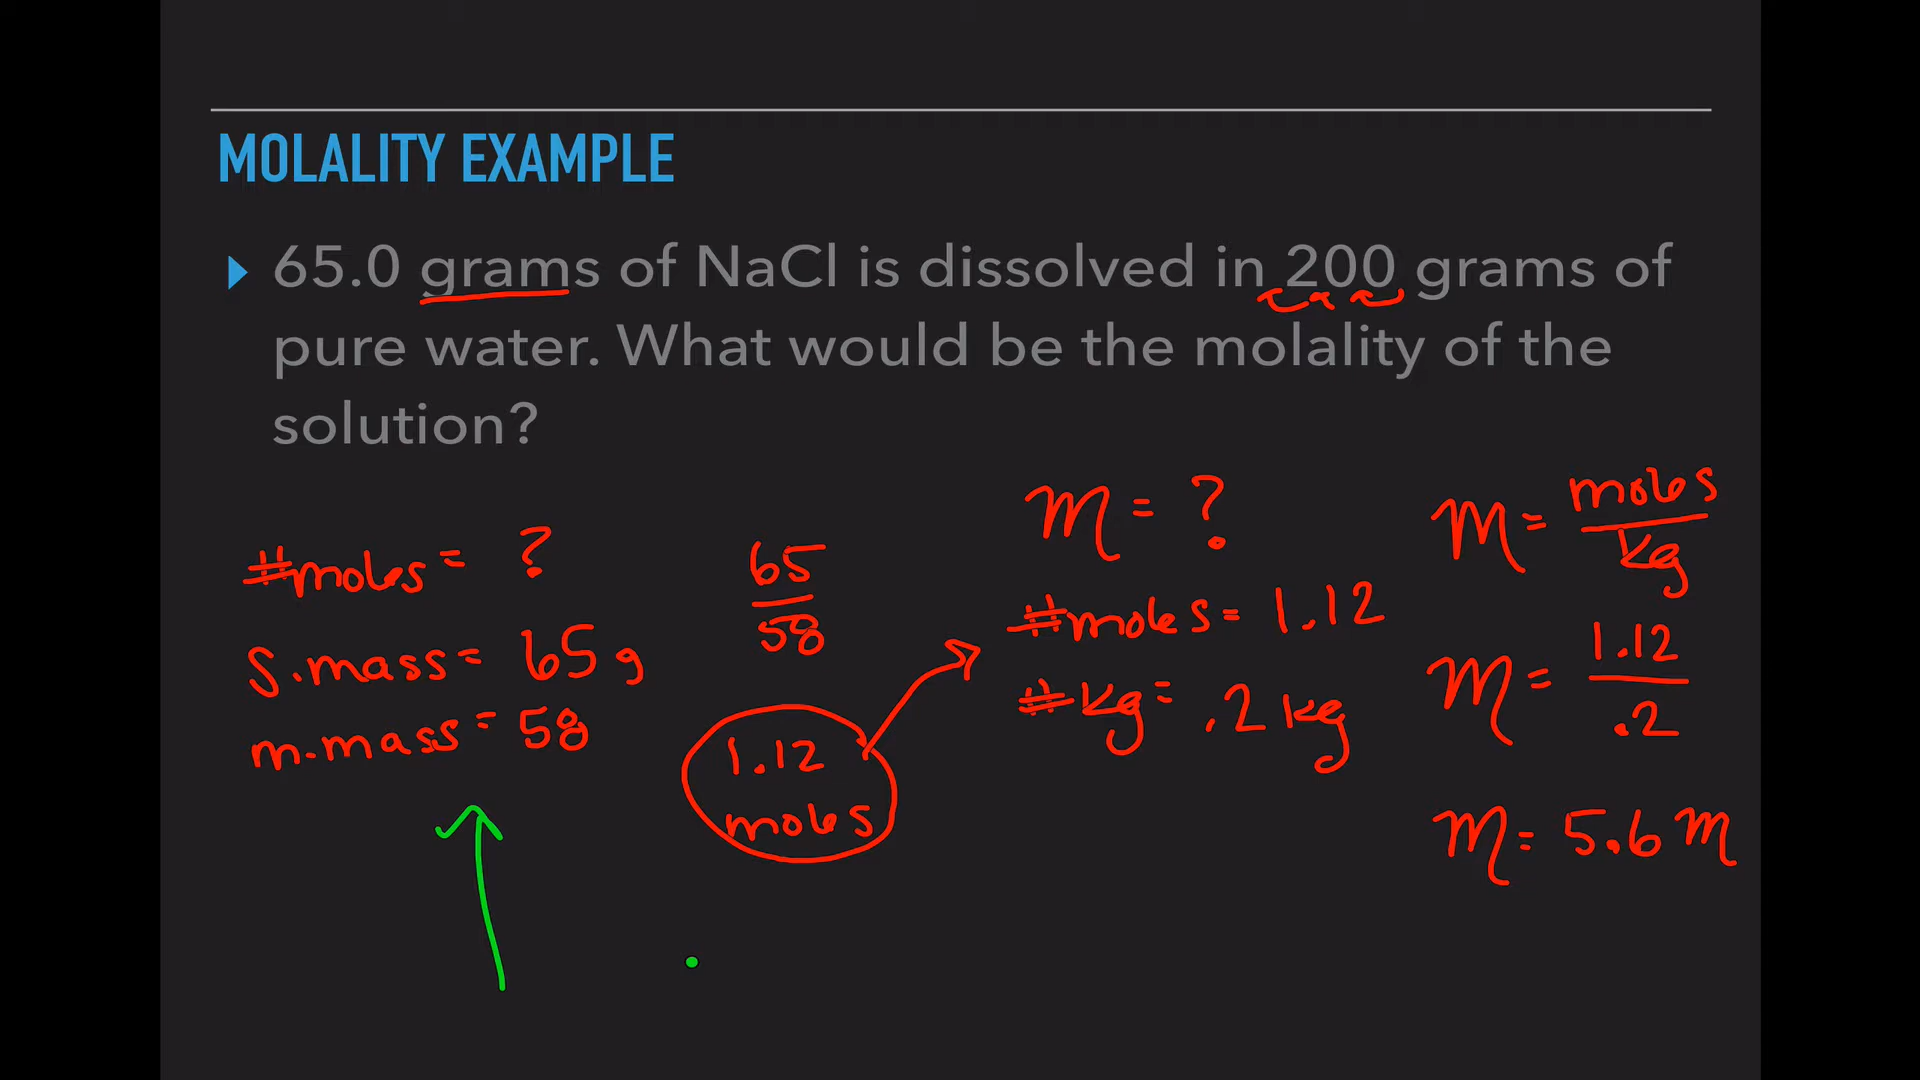 MOLALITY EXAMPLE
65.0 grams of NaCl is dissolved in 200 grams of
pure water. What would be the molality of the
solution?
#moles = ?
s.mass = 65 g
m.mass = 58
65
58
1.12
moles
m = ?
#moles = 1.12
#kg = .2 kg
m = moles
kg
m = 1.12
.2
m = 5.6 m